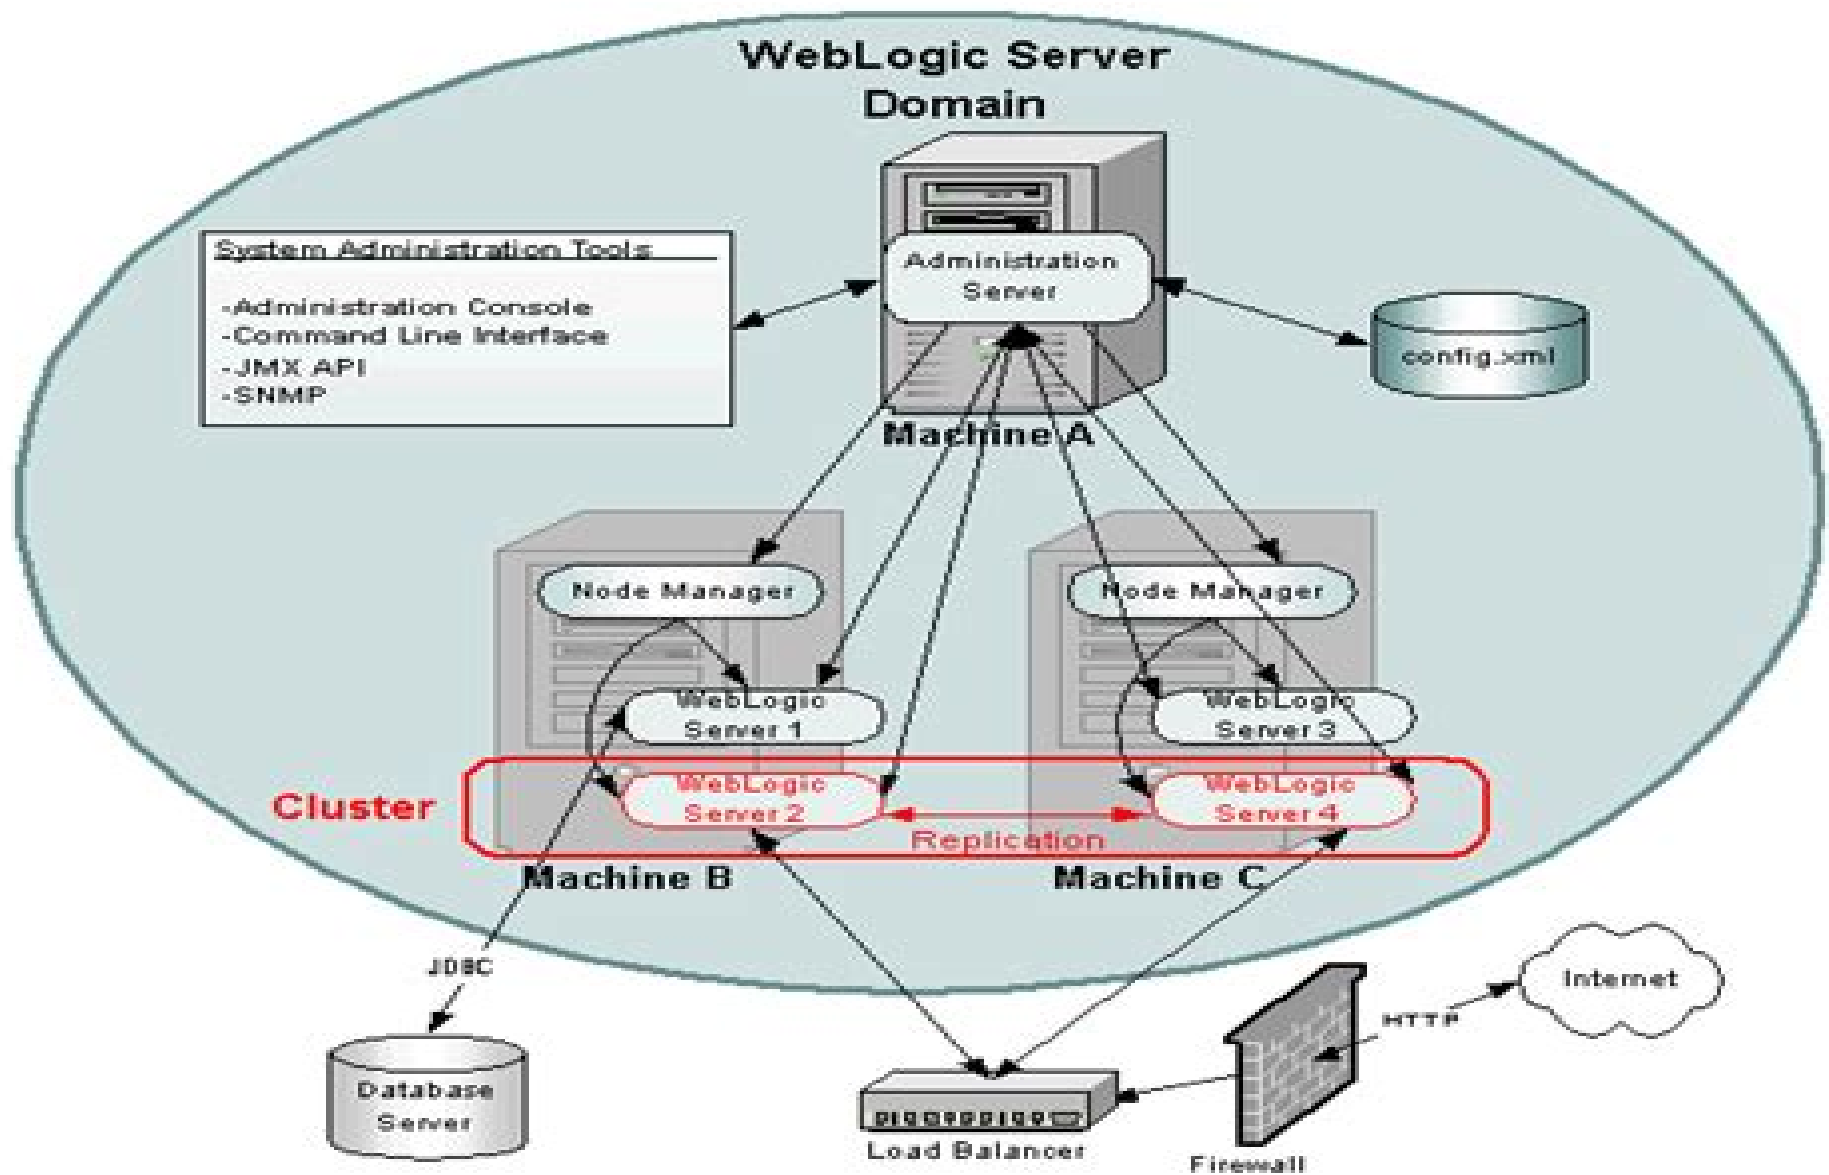 WebLogic Server
Domain
System Administration Tools
-Administration Console
-Command Line Interface
-JMX API
-SNMP
Administration
Server
config.xml
Machine A
Node Manager
Node Manager
WebLogic
Server 1
WebLogic
Server 3
Cluster
WebLogic
Server 2
WebLogic
Server 4
Replication
Machine B
Machine C
JDBC
Internet
HTTP
Database
Server
Load Balancer
Firewall